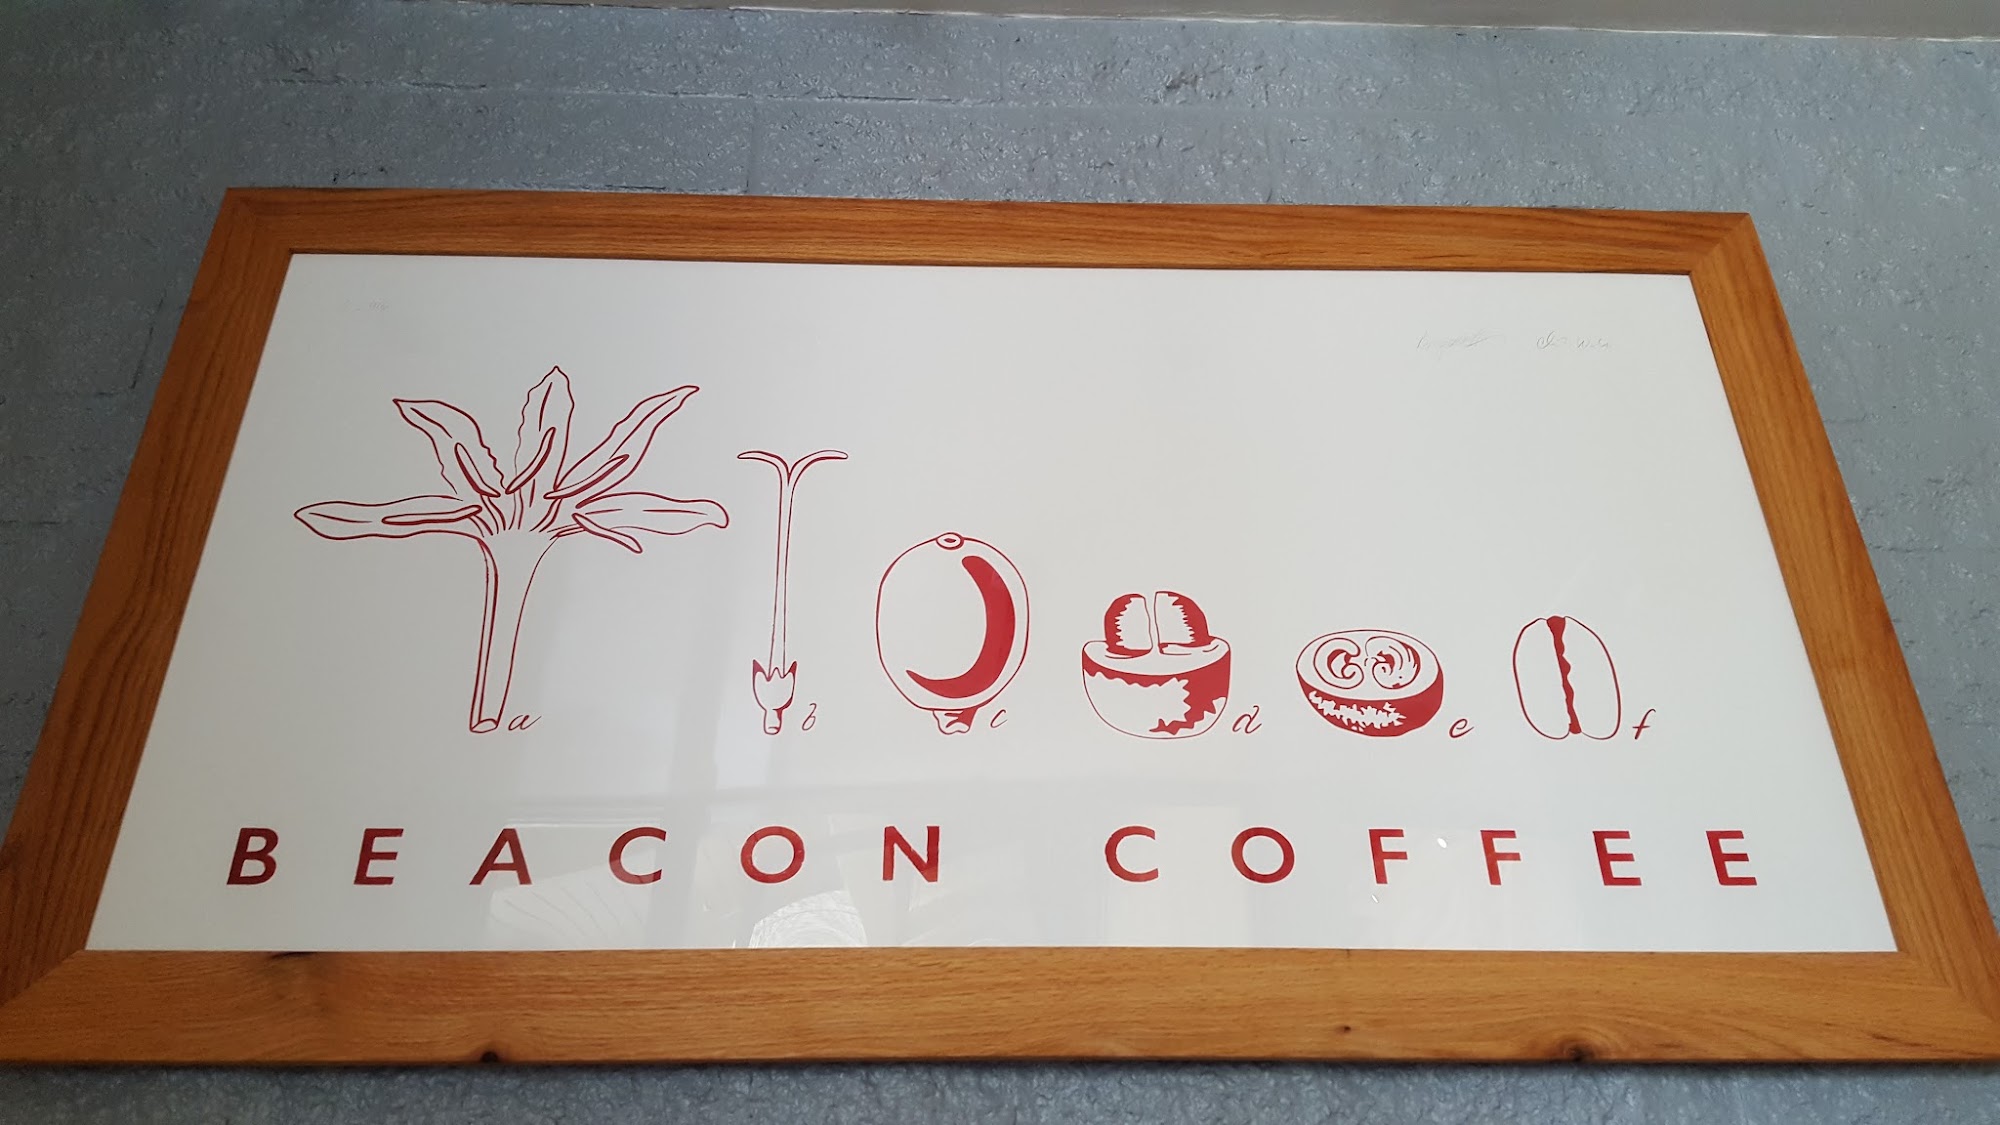 a b c d e f
BEACON COFFEE